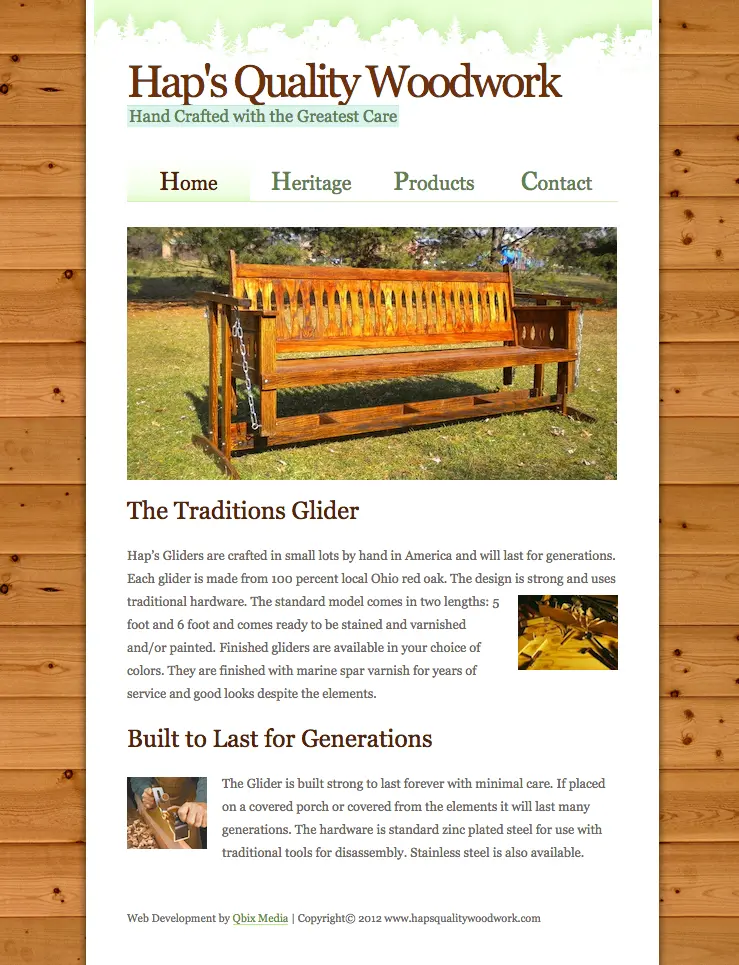 Hap's Quality Woodwork
Hand Crafted with the Greatest Care
Home Heritage Products Contact
The Traditions Glider
Hap's Gliders are crafted in small lots by hand in America and will last for generations.
Each glider is made from 100 percent local Ohio red oak. The design is strong and uses
traditional hardware. The standard model comes in two lengths: 5
foot and 6 foot and comes ready to be stained and varnished
and/or painted. Finished gliders are available in your choice of
colors. They are finished with marine spar varnish for years of
service and good looks despite the elements.
Built to Last for Generations
The Glider is built strong to last forever with minimal care. If placed
on a covered porch or covered from the elements it will last many
generations. The hardware is standard zinc plated steel for use with
traditional tools for disassembly. Stainless steel is also available.
Web Development by Qbix Media | Copyright© 2012 www.hapsqualitywoodwork.com